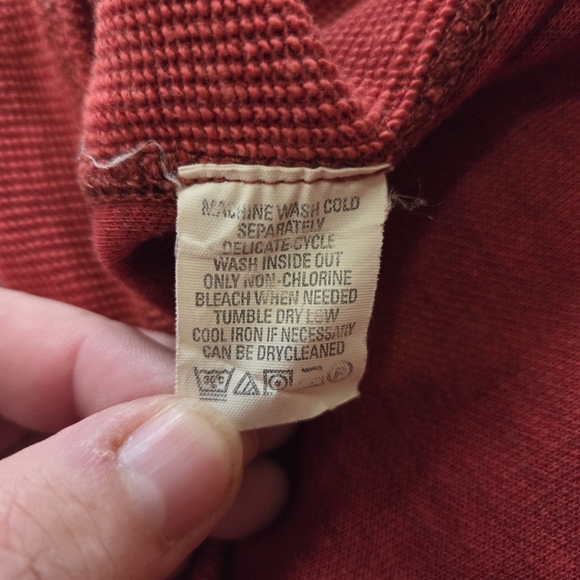 MACHINE WASH COLD
SEPARATELY
DELICATE CYCLE
WASH INSIDE OUT
ONLY NON-CHLORINE
BLEACH WHEN NEEDED
TUMBLE DRY LOW
COOL IRON IF NECESSARY
CAN BE DRYCLEANED
30°C